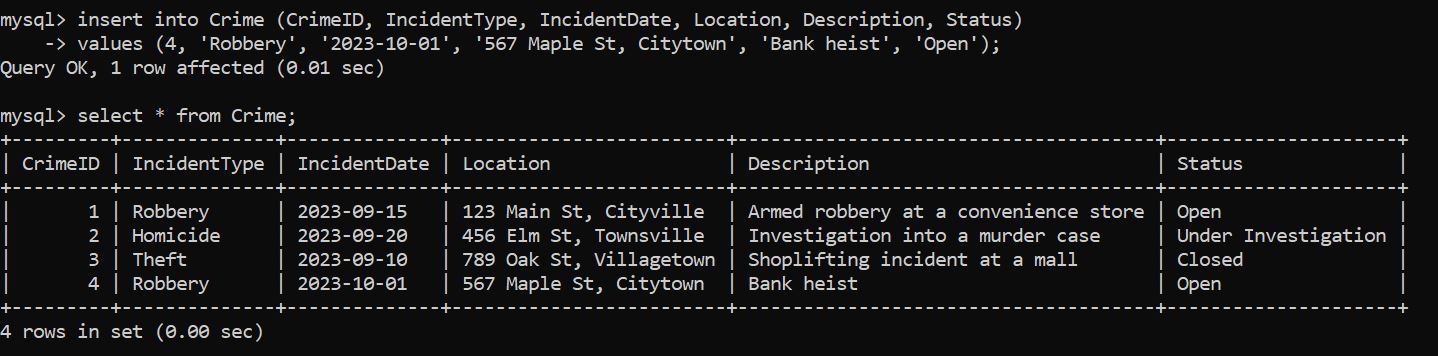 mysql> insert into Crime (CrimeID, IncidentType, IncidentDate, Location, Description, Status)
    -> values (4, 'Robbery', '2023-10-01', '567 Maple St, Citytown', 'Bank heist', 'Open');
Query OK, 1 row affected (0.01 sec)

mysql> select * from Crime;
+---------+--------------+--------------+-------------------------+---------------------------------------+---------------------+
| CrimeID | IncidentType | IncidentDate | Location                | Description                           | Status              |
+---------+--------------+--------------+-------------------------+---------------------------------------+---------------------+
|       1 | Robbery      | 2023-09-15   | 123 Main St, Cityville  | Armed robbery at a convenience store | Open                |
|       2 | Homicide     | 2023-09-20   | 456 Elm St, Townsville  | Investigation into a murder case     | Under Investigation |
|       3 | Theft        | 2023-09-10   | 789 Oak St, Villagetown | Shoplifting incident at a mall       | Closed              |
|       4 | Robbery      | 2023-10-01   | 567 Maple St, Citytown  | Bank heist                           | Open                |
+---------+--------------+--------------+-------------------------+---------------------------------------+---------------------+
4 rows in set (0.00 sec)